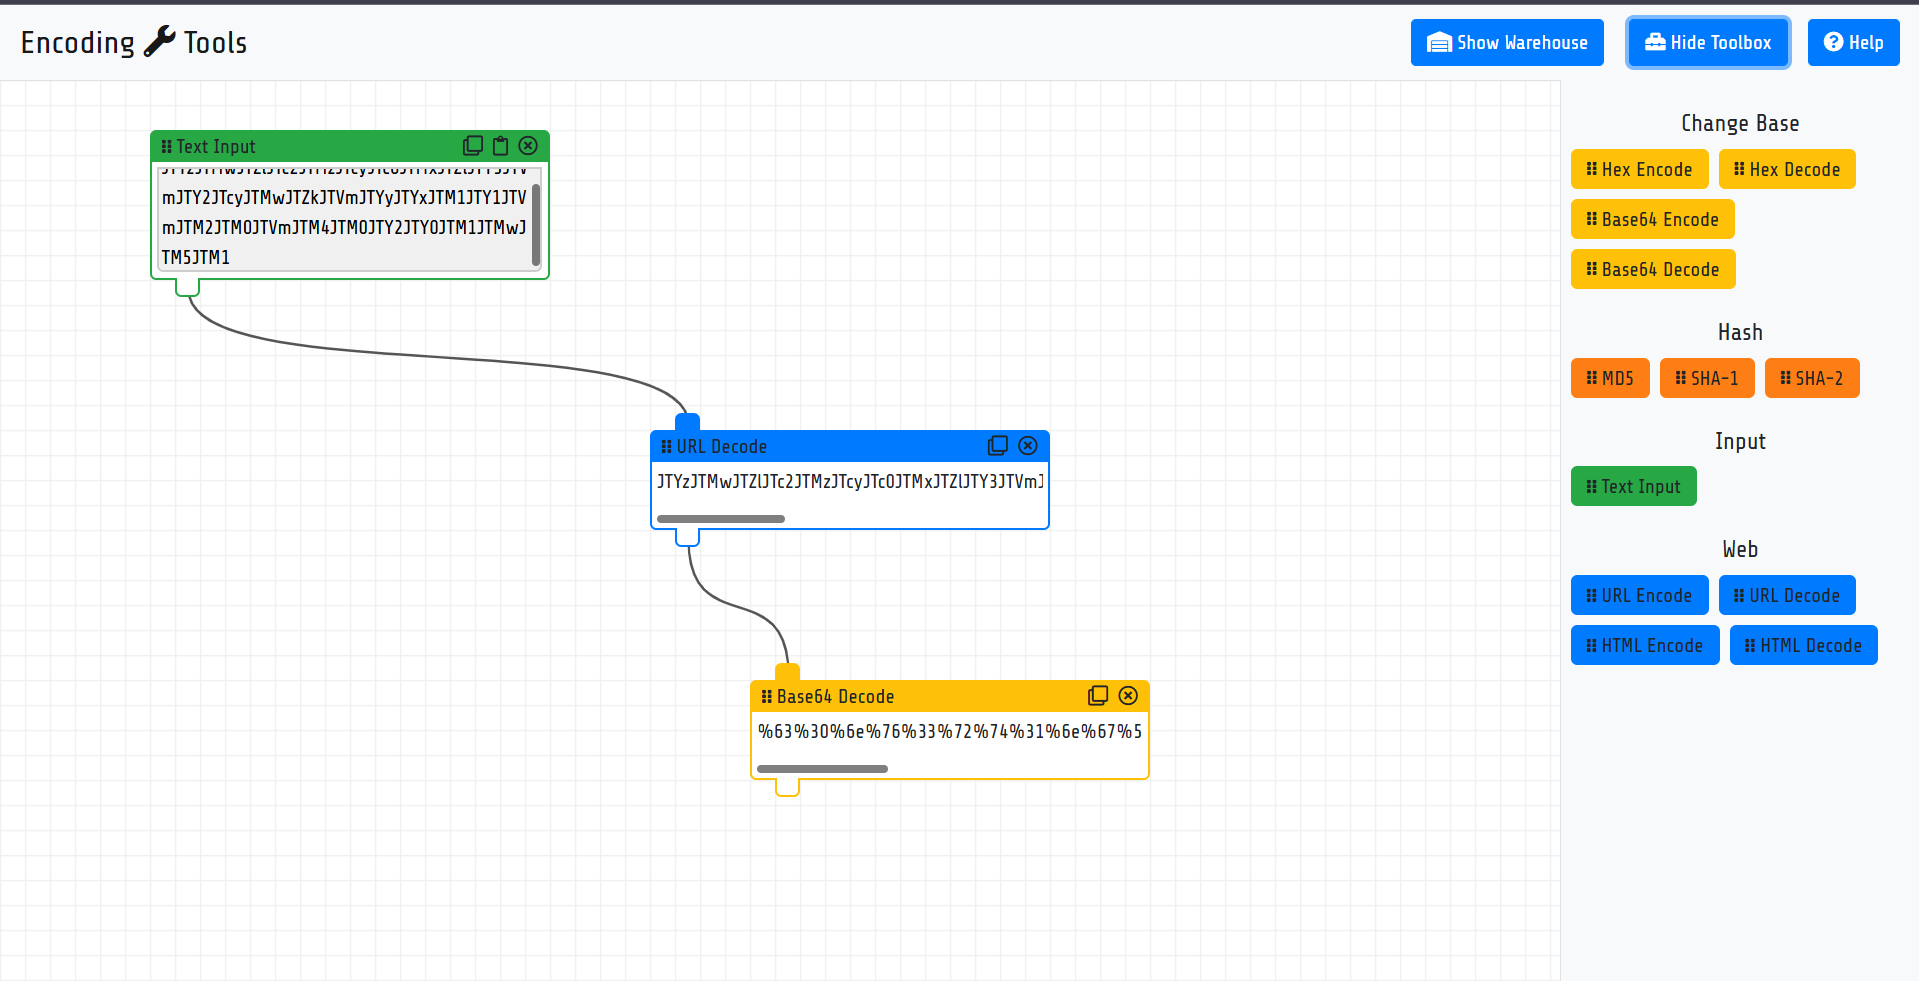 Encoding Tools
Show Warehouse
Hide Toolbox
Help
Text Input
mJTY2JTcyJTMwJTZkJTVmJTYyJTYxJTM1JTY1JTV
mJTM2JTM0JTVmJTM4JTM0JTY2JTY0JTM1JTMwJ
TM5JTM1
URL Decode
JTYzJTMwJTZlJTc2JTMzJTcyJTc0JTMxJTZlJTY3JTVmJ
Base64 Decode
%63%30%6e%76%33%72%74%31%6e%67%5
Change Base
Hex Encode
Hex Decode
Base64 Encode
Base64 Decode
Hash
MD5
SHA-1
SHA-2
Input
Text Input
Web
URL Encode
URL Decode
HTML Encode
HTML Decode